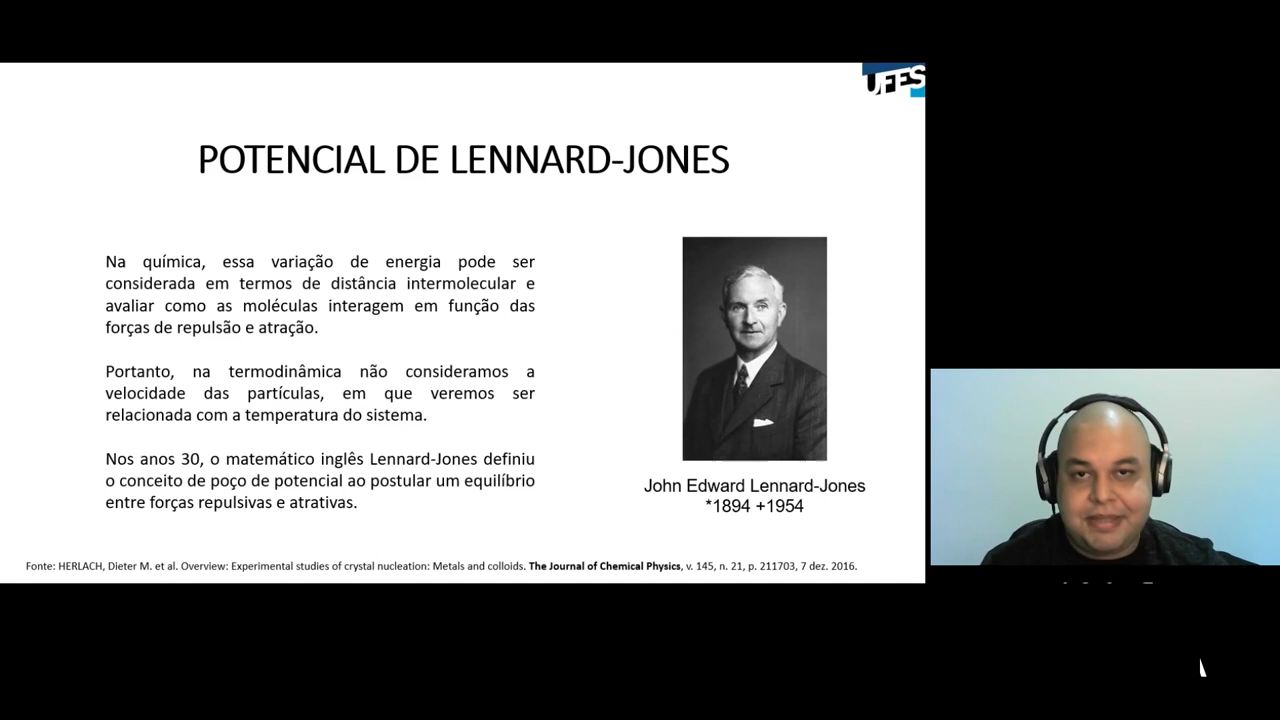 UFES
POTENCIAL DE LENNARD-JONES
Na química, essa variação de energia pode ser
considerada em termos de distância intermolecular e
avaliar como as moléculas interagem em função das
forças de repulsão e atração.
Portanto, na termodinâmica não consideramos a
velocidade das partículas, em que veremos ser
relacionada com a temperatura do sistema.
Nos anos 30, o matemático inglês Lennard-Jones definiu
o conceito de poço de potencial ao postular um equilíbrio
entre forças repulsivas e atrativas.
John Edward Lennard-Jones
*1894 +1954
Fonte: HERLACH, Dieter M. et al. Overview: Experimental studies of crystal nucleation: Metals and colloids. The Journal of Chemical Physics, v. 145, n. 21, p. 211703, 7 dez. 2016.